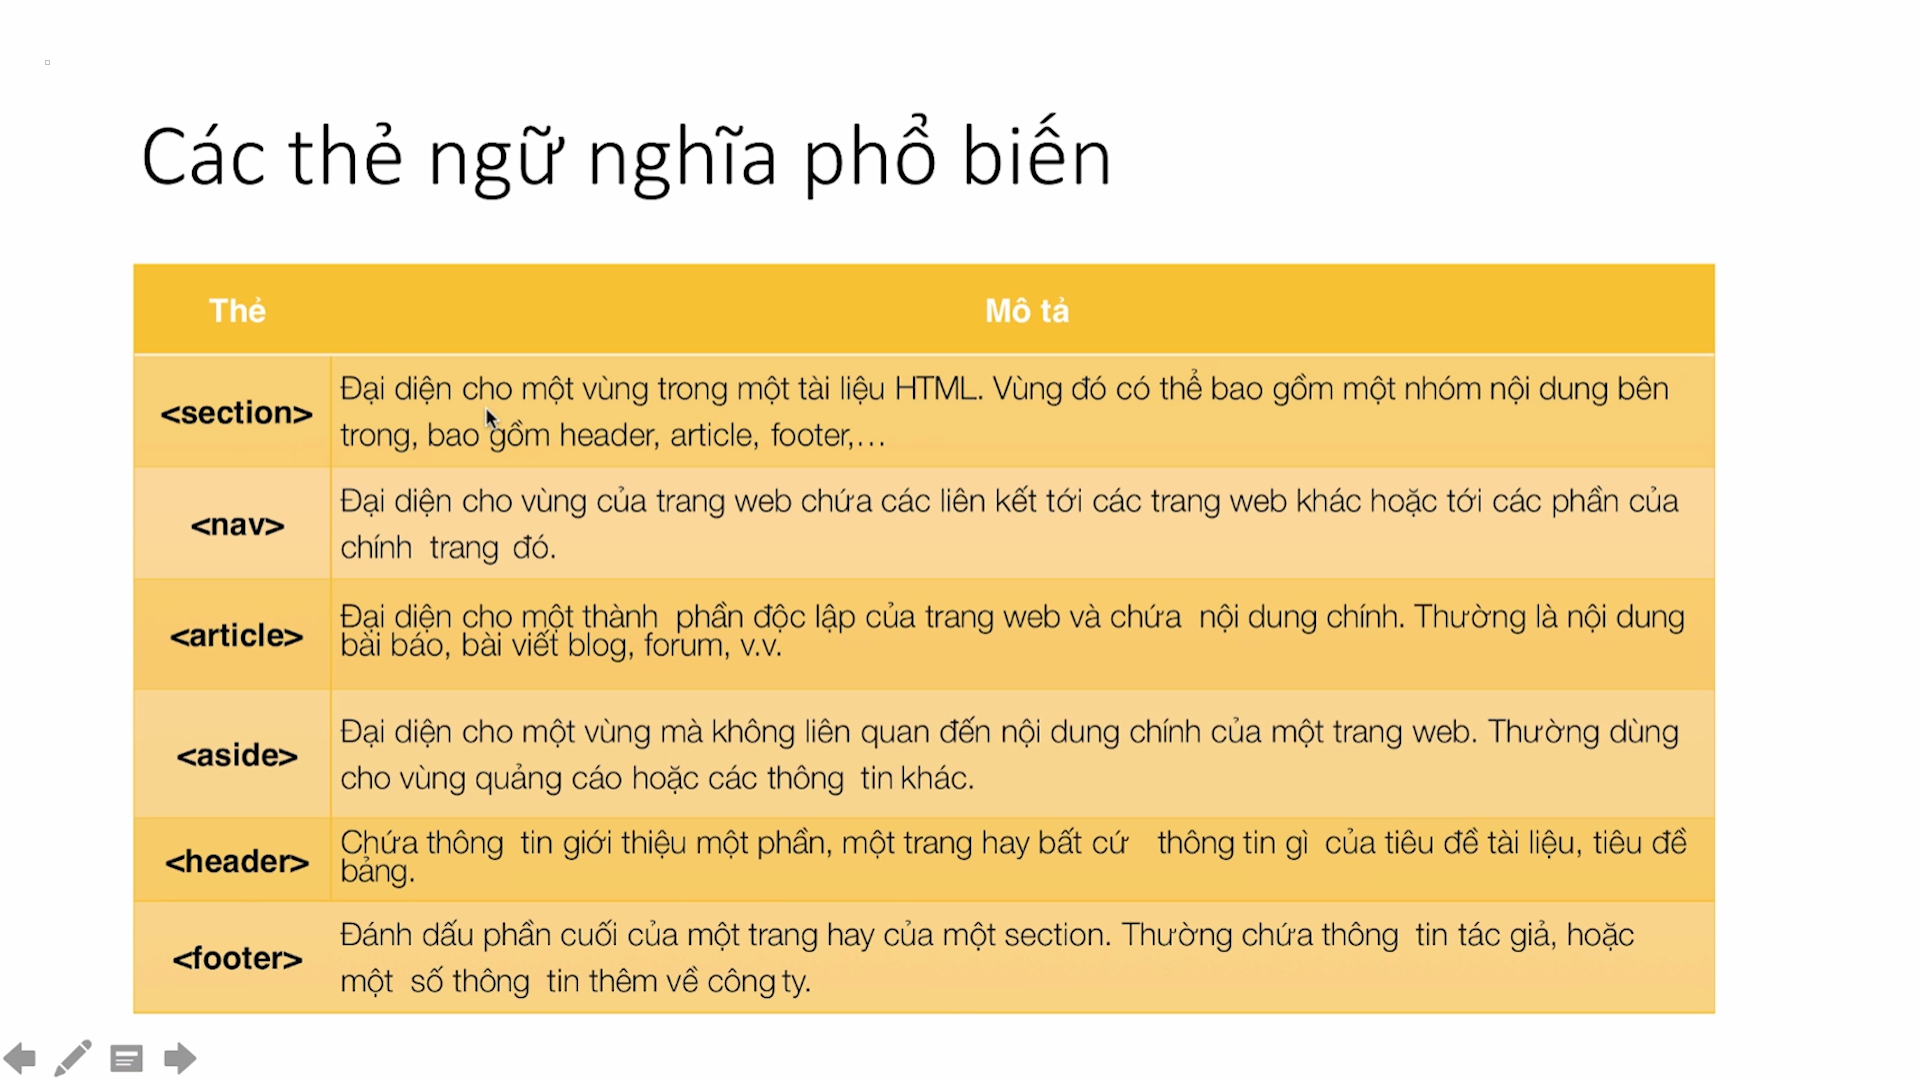 Các thẻ ngữ nghĩa phổ biến
Thẻ
Mô tả
<section>
Đại diện cho một vùng trong một tài liệu HTML. Vùng đó có thể bao gồm một nhóm nội dung bên
trong, bao gồm header, article, footer,…
<nav>
Đại diện cho vùng của trang web chứa các liên kết tới các trang web khác hoặc tới các phần của
chính trang đó.
<article>
Đại diện cho một thành phần độc lập của trang web và chứa nội dung chính. Thường là nội dung
bài báo, bài viết blog, forum, v.v.
<aside>
Đại diện cho một vùng mà không liên quan đến nội dung chính của một trang web. Thường dùng
cho vùng quảng cáo hoặc các thông tin khác.
<header>
Chứa thông tin giới thiệu một phần, một trang hay bất cứ thông tin gì của tiêu đề tài liệu, tiêu đề
bảng.
<footer>
Đánh dấu phần cuối của một trang hay của một section. Thường chứa thông tin tác giả, hoặc
một số thông tin thêm về công ty.